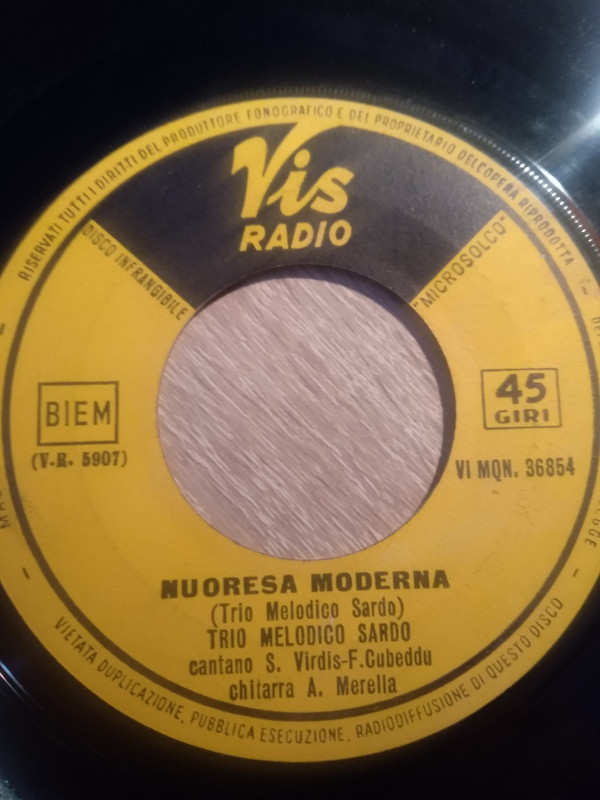 RISERVATI TUTTI I DIRITTI DEL PRODUTTORE FONOGRAFICO E DEL PROPRIETARIO DELL'OPERA RIPRODOTTA
Vis
RADIO
DISCO INFRANGIBILE
"MICROSOLCO"
BIEM
(V-R. 5907)
45
GIRI
Vi MQN. 36854
NUORESA MODERNA
(Trio Melodico Sardo)
TRIO MELODICO SARDO
cantano S. Virdis-F. Cubeddu
chitarra A. Merella
VIETATA DUPLICAZIONE, PUBBLICA ESECUZIONE, RADIODIFFUSIONE DI QUESTO DISCO